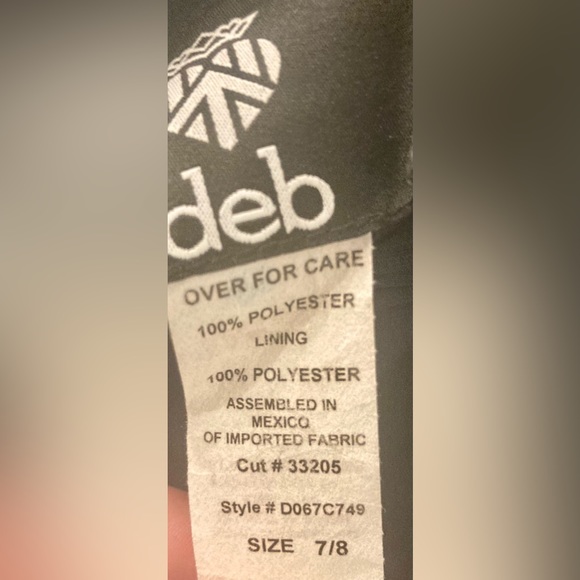 deb
OVER FOR CARE
100% POLYESTER
LINING
100% POLYESTER
ASSEMBLED IN
MEXICO
OF IMPORTED FABRIC
Cut # 33205
Style # D067C749
SIZE 7/8